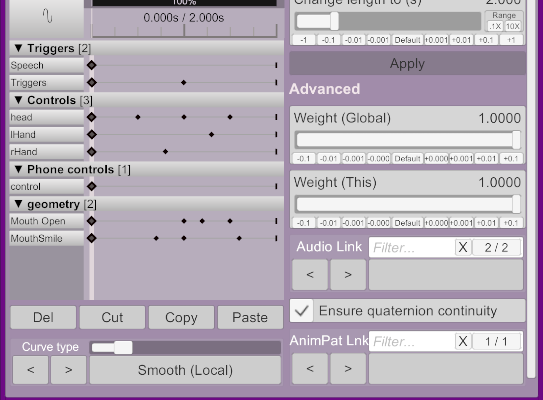 100%
0.000s / 2.000s
▼ Triggers [2]
Speech
Triggers
▼ Controls [3]
head
lHand
rHand
▼ Phone controls [1]
control
▼ geometry [2]
Mouth Open
MouthSmile
Del Cut Copy Paste
Curve type
< > Smooth (Local)
Change length to (s) 2.000
Range
.1X 10X
-1 -0.1 -0.01 -0.001 Default +0.001 +0.01 +0.1 +1
Apply
Advanced
Weight (Global) 1.0000
-0.1 -0.01 -0.001 -0.000 Default +0.000 +0.001 +0.01 +0.1
Weight (This) 1.0000
-0.1 -0.01 -0.001 -0.000 Default +0.000 +0.001 +0.01 +0.1
Audio Link Filter... X 2 / 2
< >
Ensure quaternion continuity
AnimPat Lnk Filter... X 1 / 1
< >